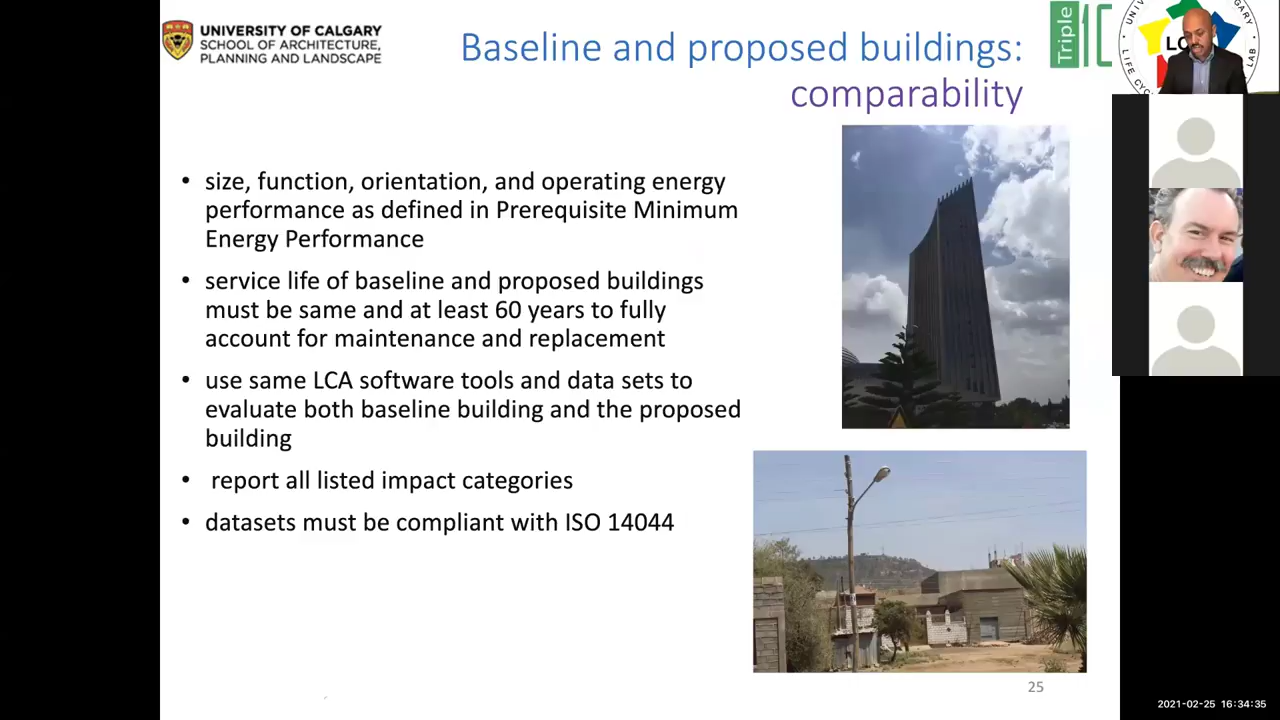 UNIVERSITY OF CALGARY
SCHOOL OF ARCHITECTURE,
PLANNING AND LANDSCAPE
Baseline and proposed buildings:
comparability
Triple
LIFE
LAB
• size, function, orientation, and operating energy
performance as defined in Prerequisite Minimum
Energy Performance
• service life of baseline and proposed buildings
must be same and at least 60 years to fully
account for maintenance and replacement
• use same LCA software tools and data sets to
evaluate both baseline building and the proposed
building
• report all listed impact categories
• datasets must be compliant with ISO 14044
25
2021-02-25 16:34:35